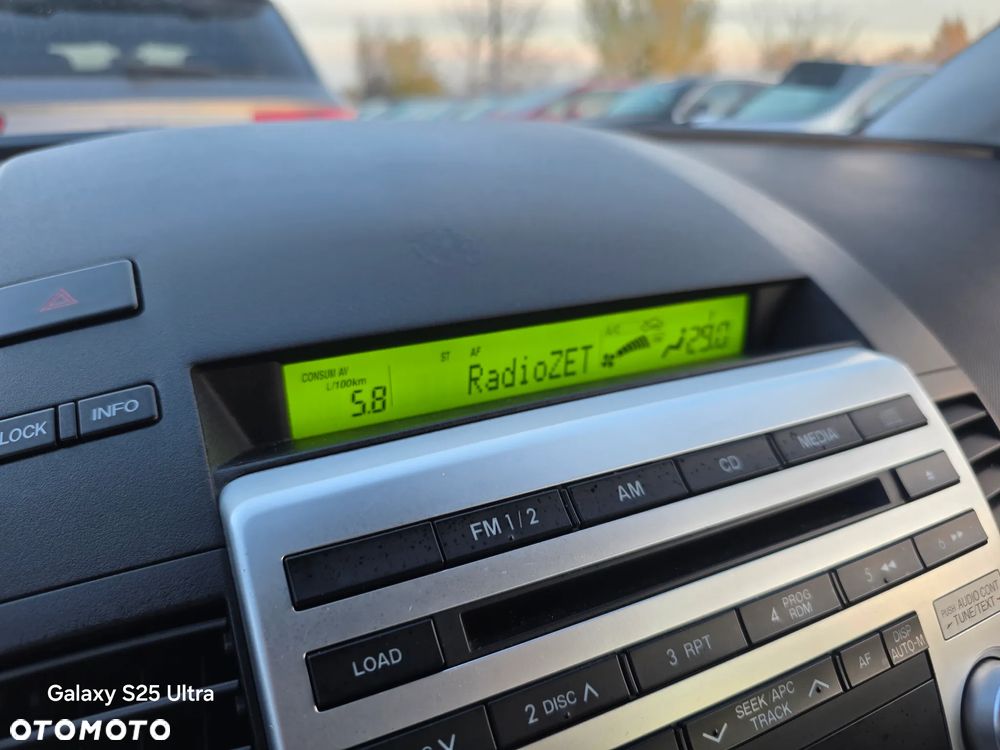 CONSUM AV
L/100km
5.8
ST AF
RadioZET
A/C
29.0
CLOCK
INFO
FM 1/2
AM
CD
MEDIA
LOAD
2 DISC ∧
3 RPT
4 PROG
RDM
5 ◀◀
6 ▶▶
PUSH AUDIO CONT
TUNE/TEXT
SEEK APC
TRACK
AF
DISP
AUTO-M
Galaxy S25 Ultra
OTOMOTO